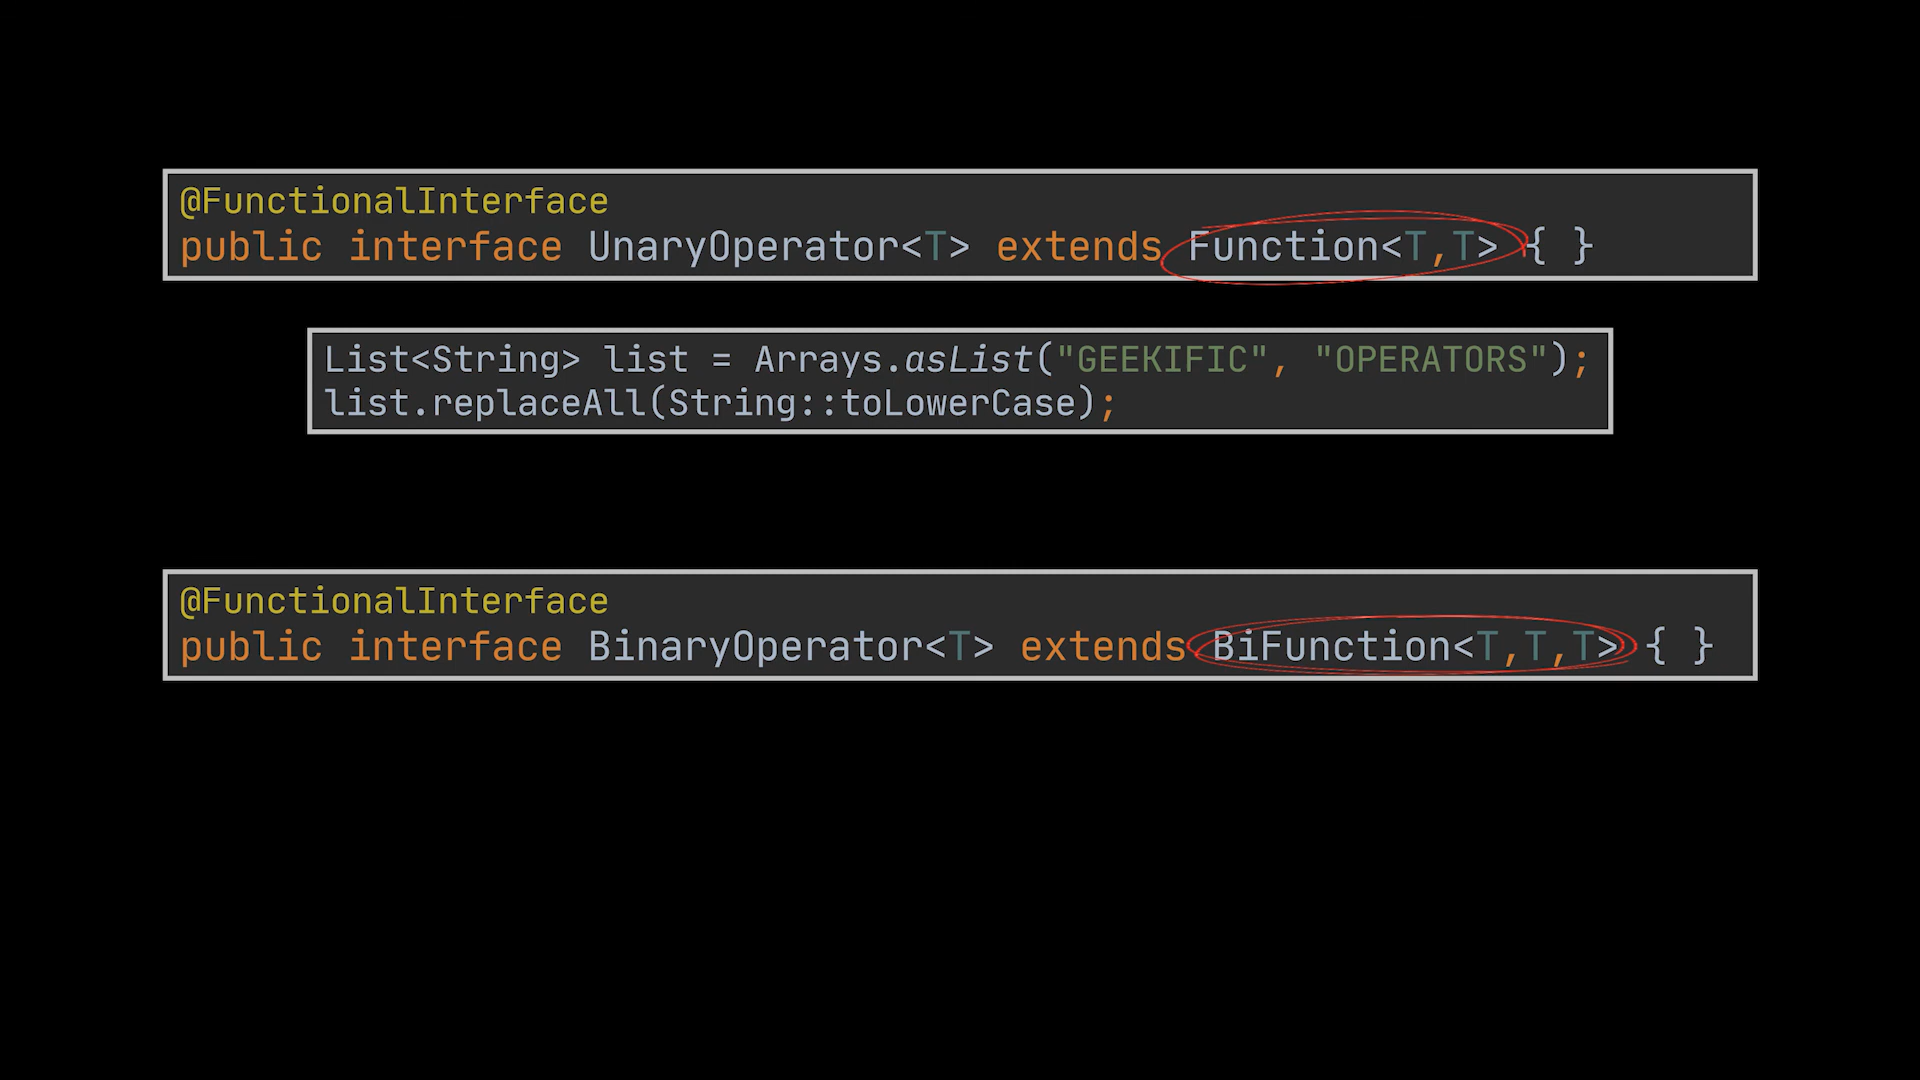 @FunctionalInterface
public interface UnaryOperator<T> extends Function<T,T> { }
List<String> list = Arrays.asList("GEEKIFIC", "OPERATORS");
list.replaceAll(String::toLowerCase);
@FunctionalInterface
public interface BinaryOperator<T> extends BiFunction<T,T,T> { }